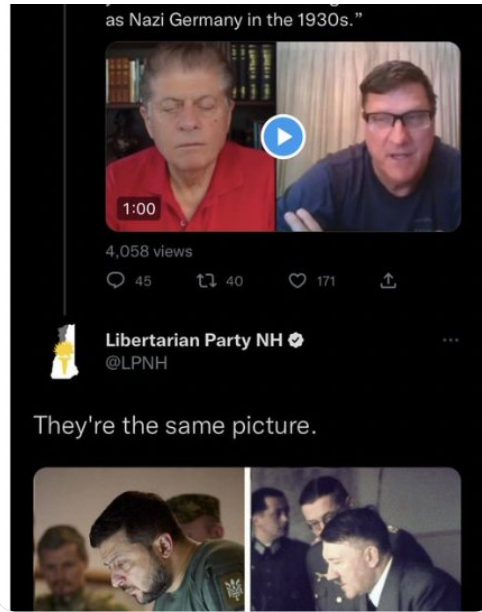 as Nazi Germany in the 1930s.”
1:00
4,058 views
45 40 171
Libertarian Party NH
@LPNH
They're the same picture.